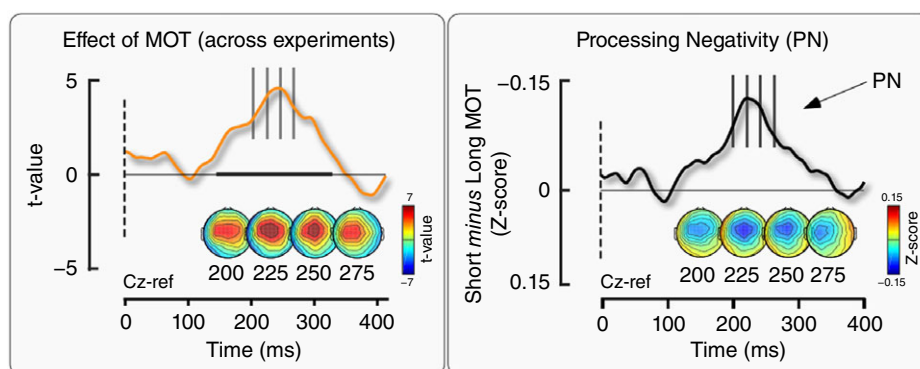 Effect of MOT (across experiments)
5
0
−5
t-value
7
−7
t-value
200 225 250 275
Cz-ref
0 100 200 300 400
Time (ms)
Processing Negativity (PN)
−0.15
0
0.15
Short minus Long MOT
(Z-score)
PN
0.15
−0.15
Z-score
200 225 250 275
Cz-ref
0 100 200 300 400
Time (ms)